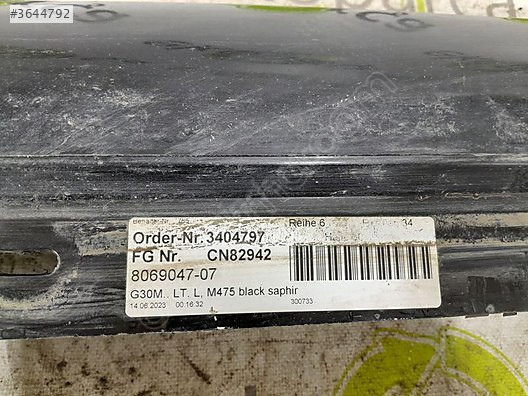 #3644792
Reihe 6 34
Order-Nr. 3404797
FG Nr. CN82942
8069047-07
G30M.. LT. L, M475 black saphir
14.06.2023 00:16:32 300733